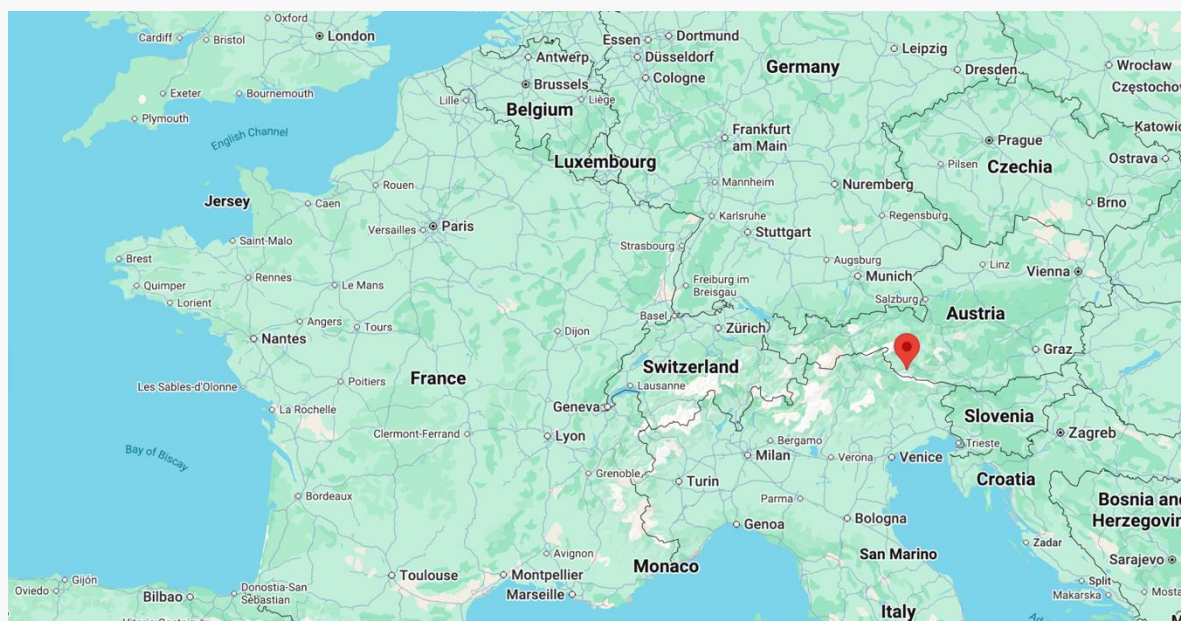 Oxford
Cardiff
Bristol
London
Essen
Dortmund
Leipzig
Antwerp
Düsseldorf
Germany
Dresden
Wrocław
Exeter
Bournemouth
Brussels
Cologne
Częstochow
Lille
Liège
Belgium
Plymouth
English Channel
Frankfurt
am Main
Prague
Katowic
Luxembourg
Pilsen
Czechia
Ostrava
Rouen
Mannheim
Nuremberg
Jersey
Caen
Brno
Versailles
Paris
Karlsruhe
Regensburg
Saint-Malo
Strasbourg
Stuttgart
Brest
Augsburg
Linz
Vienna
Quimper
Rennes
Le Mans
Freiburg im
Breisgau
Munich
Lorient
Salzburg
Angers
Tours
Basel
Austria
Nantes
Dijon
Zürich
Graz
Les Sables-d'Olonne
Poitiers
France
Switzerland
Lausanne
La Rochelle
Geneva
Slovenia
Clermont-Ferrand
Lyon
Bergamo
Zagreb
Bay of Biscay
Milan
Verona
Venice
Trieste
Grenoble
Turin
Croatia
Bordeaux
Parma
Bosnia and
Herzegovin
Genoa
Bologna
Avignon
San Marino
Zadar
Monaco
Sarajevo
Gijón
Toulouse
Montpellier
Split
Oviedo
Bilbao
Donostia-San
Sebastián
Marseille
Makarska
Mosta
Italy